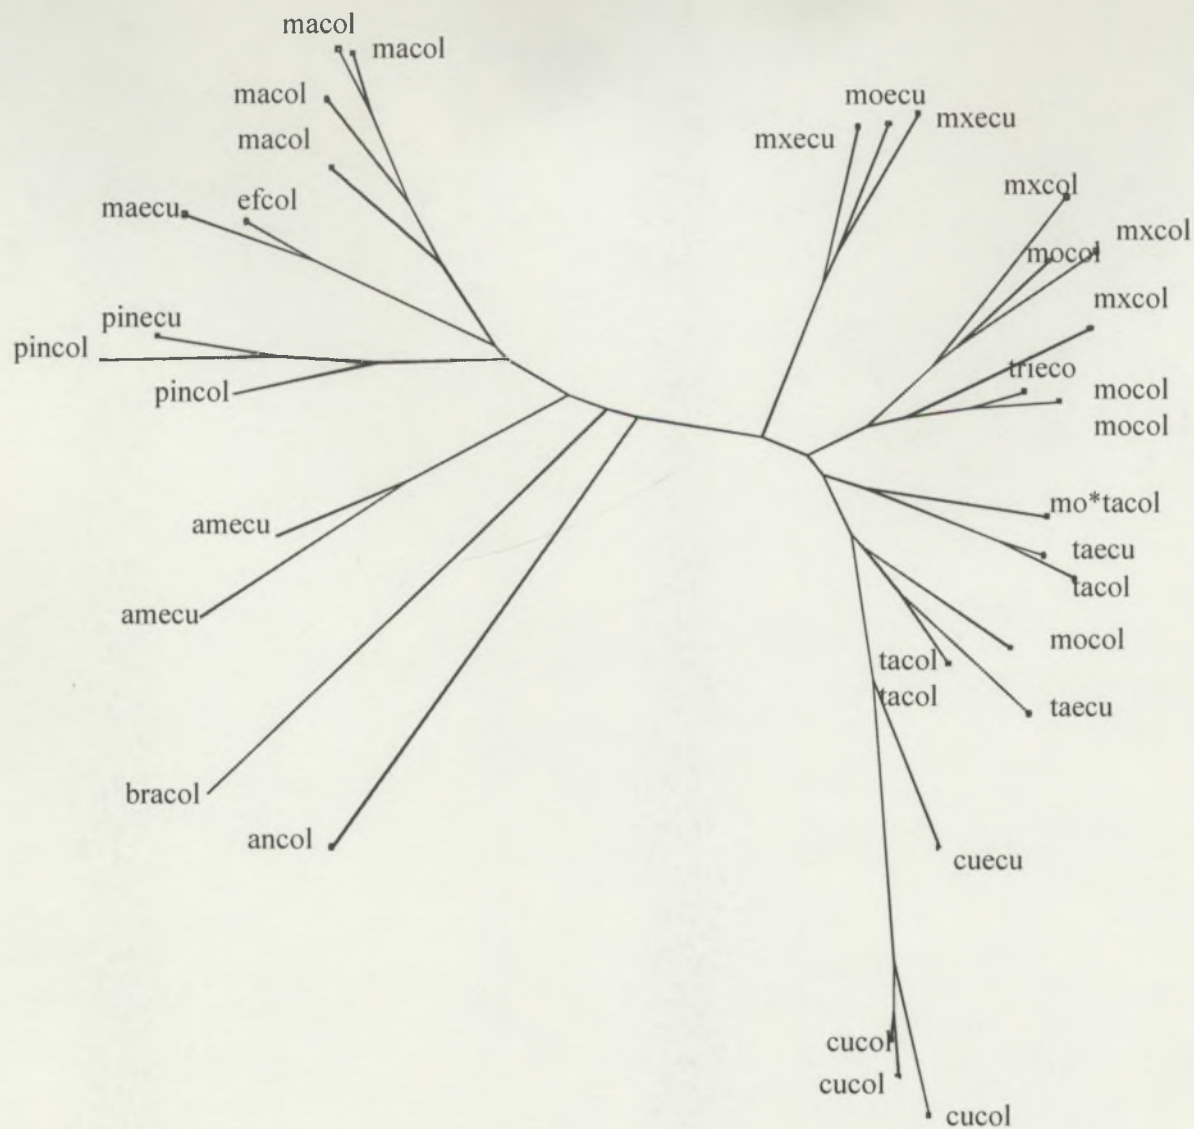 macol
macol
macol
macol
maecu
efcol
pinecu
pincol
pincol
amecu
amecu
bracol
ancol
moecu
mxecu
mxecu
mxcol
mxcol
mocol
mxcol
trieco
mocol
mocol
mo*tacol
taecu
tacol
mocol
tacol
tacol
taecu
cuecu
cucol
cucol
cucol